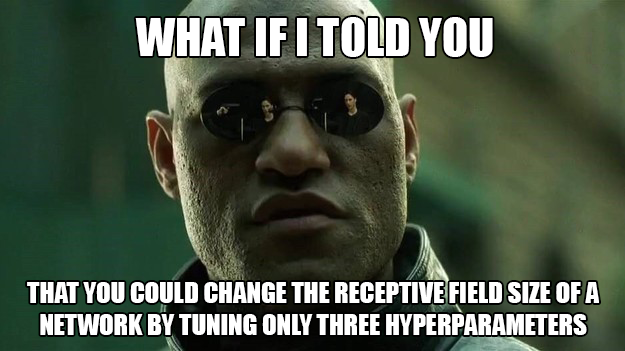 WHAT IF I TOLD YOU
THAT YOU COULD CHANGE THE RECEPTIVE FIELD SIZE OF A
NETWORK BY TUNING ONLY THREE HYPERPARAMETERS